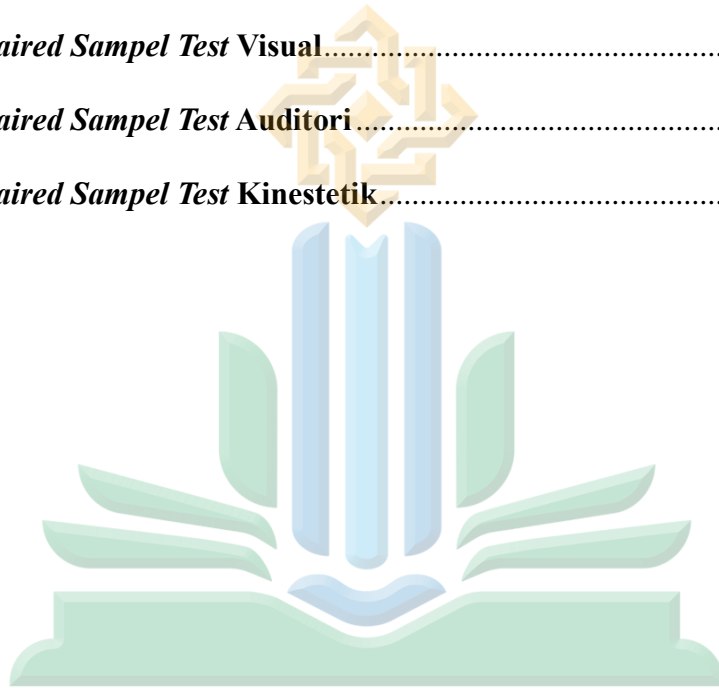 aired Sampel Test Visual..........................................................
aired Sampel Test Auditori......................................................
aired Sampel Test Kinestetik...................................................